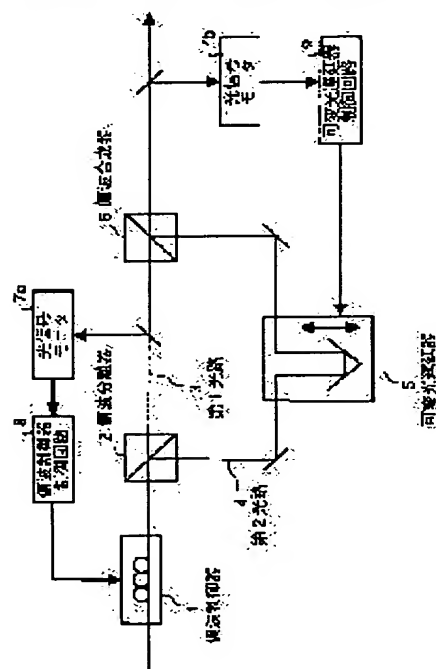 7a
光信号
モニタ
8
偏波制御器
制御回路
1
偏波制御器
2:偏波分離器
3
第1光路
4
第2光路
5
可変光遅延器
6 偏波合成器
7b
光信号
モニタ
9
可変光遅延器
制御回路